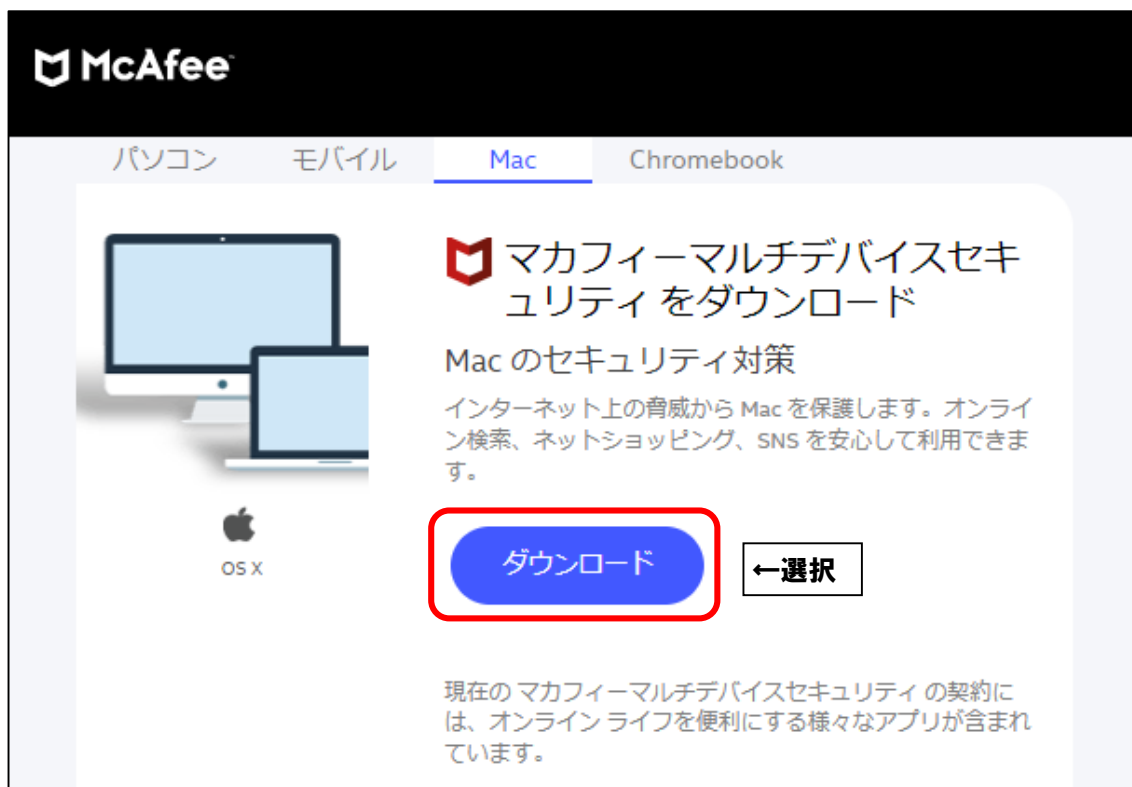 McAfee™
パソコン モバイル Mac Chromebook
マカフィーマルチデバイスセキ
ュリティ をダウンロード
Mac のセキュリティ対策
インターネット上の脅威から Mac を保護します。オンライ
ン検索、ネットショッピング、SNS を安心して利用できま
す。
OS X
ダウンロード
←選択
現在の マカフィーマルチデバイスセキュリティ の契約に
は、オンライン ライフを便利にする様々なアプリが含まれ
ています。